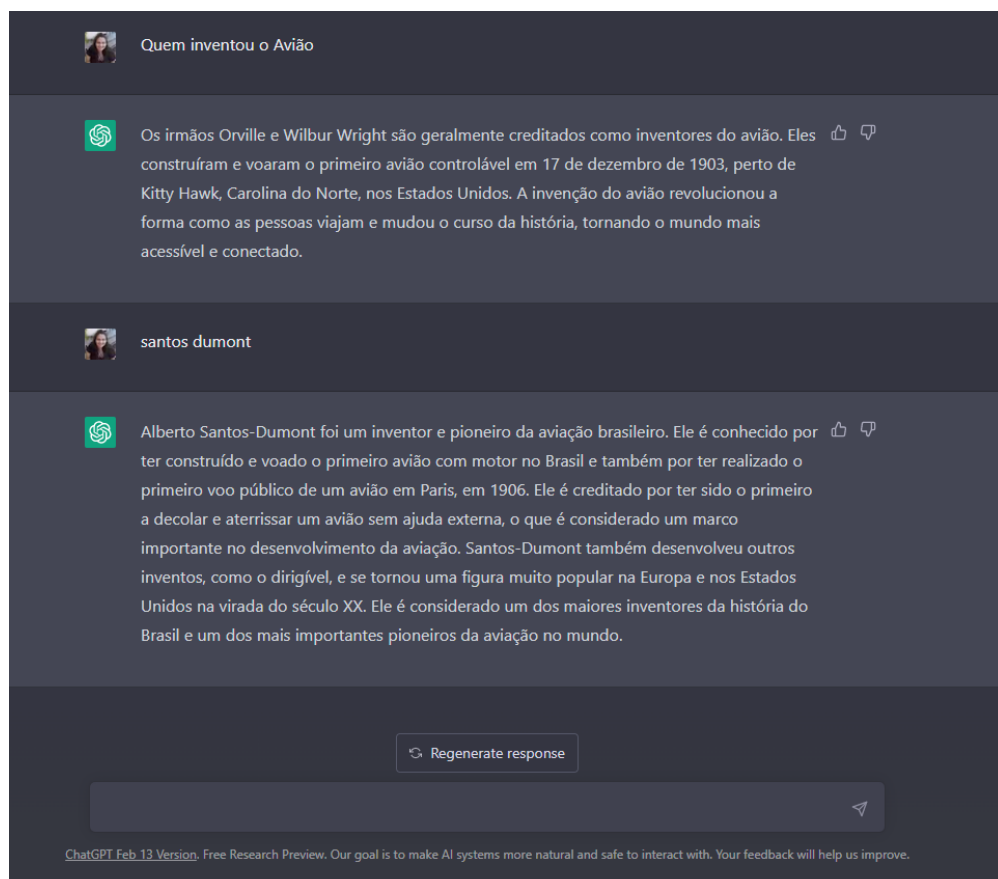 Quem inventou o Avião
Os irmãos Orville e Wilbur Wright são geralmente creditados como inventores do avião. Eles
construíram e voaram o primeiro avião controlável em 17 de dezembro de 1903, perto de
Kitty Hawk, Carolina do Norte, nos Estados Unidos. A invenção do avião revolucionou a
forma como as pessoas viajam e mudou o curso da história, tornando o mundo mais
acessível e conectado.
santos dumont
Alberto Santos-Dumont foi um inventor e pioneiro da aviação brasileiro. Ele é conhecido por
ter construído e voado o primeiro avião com motor no Brasil e também por ter realizado o
primeiro voo público de um avião em Paris, em 1906. Ele é creditado por ter sido o primeiro
a decolar e aterrissar um avião sem ajuda externa, o que é considerado um marco
importante no desenvolvimento da aviação. Santos-Dumont também desenvolveu outros
inventos, como o dirigível, e se tornou uma figura muito popular na Europa e nos Estados
Unidos na virada do século XX. Ele é considerado um dos maiores inventores da história do
Brasil e um dos mais importantes pioneiros da aviação no mundo.
Regenerate response
ChatGPT Feb 13 Version. Free Research Preview. Our goal is to make AI systems more natural and safe to interact with. Your feedback will help us improve.